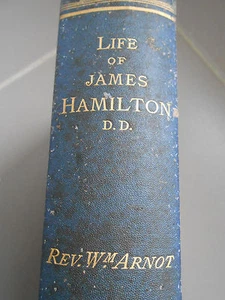 LIFE
OF
JAMES
HAMILTON
D.D.
REV. WM ARNOT.